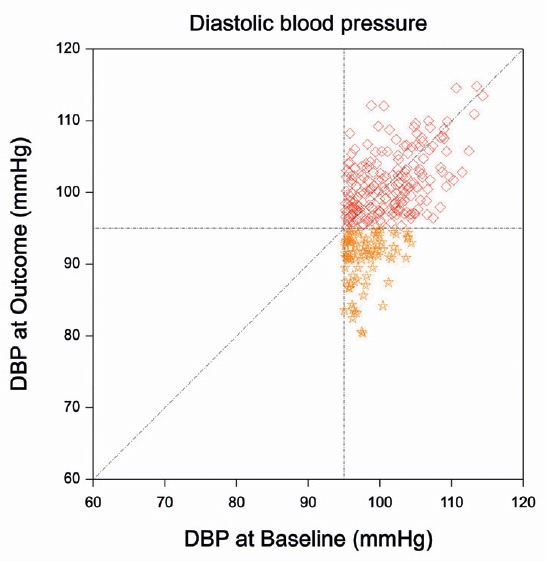 Diastolic blood pressure
120
110
100
90
80
70
60
DBP at Outcome (mmHg)
60 70 80 90 100 110 120
DBP at Baseline (mmHg)